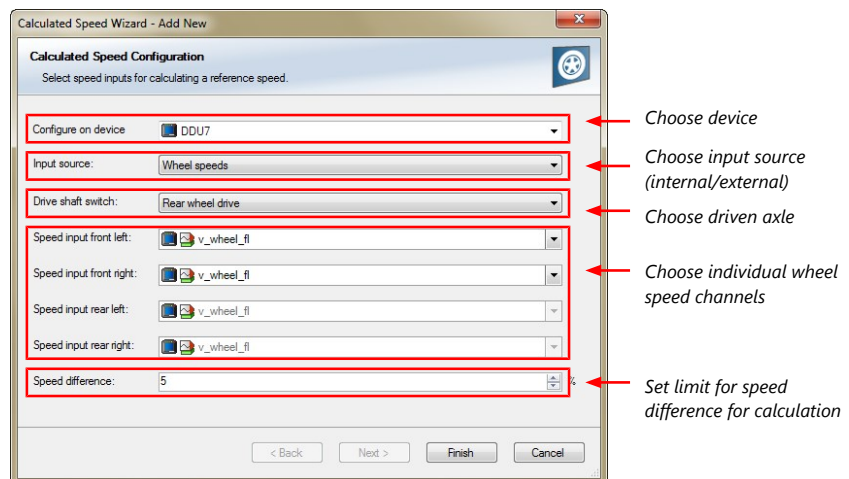 Calculated Speed Wizard - Add New
Calculated Speed Configuration
Select speed inputs for calculating a reference speed.
Configure on device DDU7
Choose device
Input source: Wheel speeds
Choose input source
(internal/external)
Drive shaft switch: Rear wheel drive
Choose driven axle
Speed input front left: v_wheel_fl
Speed input front right: v_wheel_fl
Choose individual wheel
speed channels
Speed input rear left: v_wheel_fl
Speed input rear right: v_wheel_fl
Speed difference: 5 %
Set limit for speed
difference for calculation
< Back Next > Finish Cancel